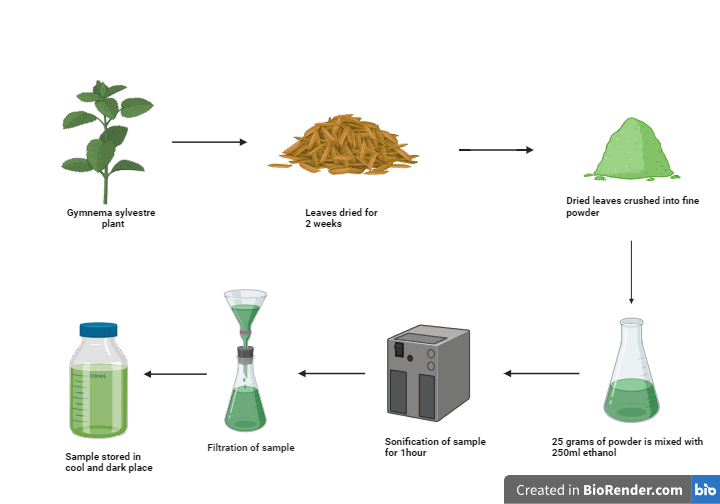 Gymnema sylvestre
plant
Leaves dried for
2 weeks
Dried leaves crushed into fine
powder
25 grams of powder is mixed with
250ml ethanol
Sonification of sample
for 1hour
Filtration of sample
Sample stored in
cool and dark place
Created in BioRender.com bio